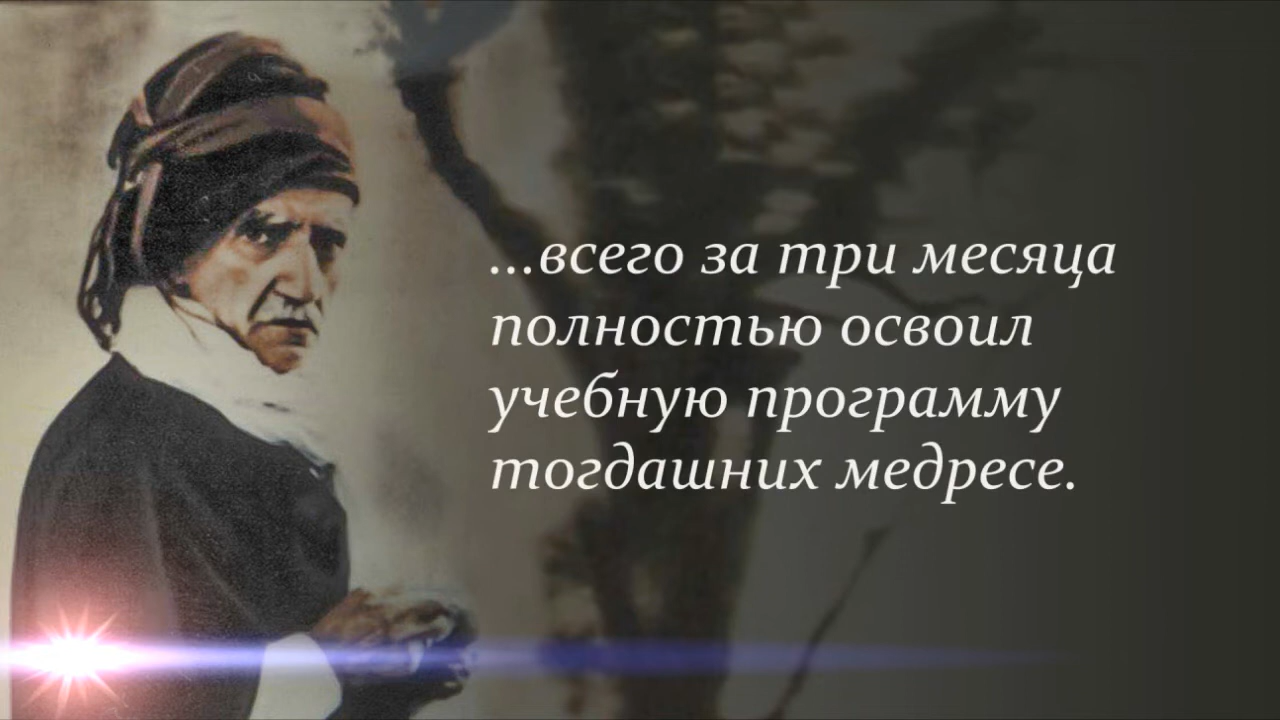 ...всего за три месяца
полностью освоил
учебную программу
тогдашних медресе.